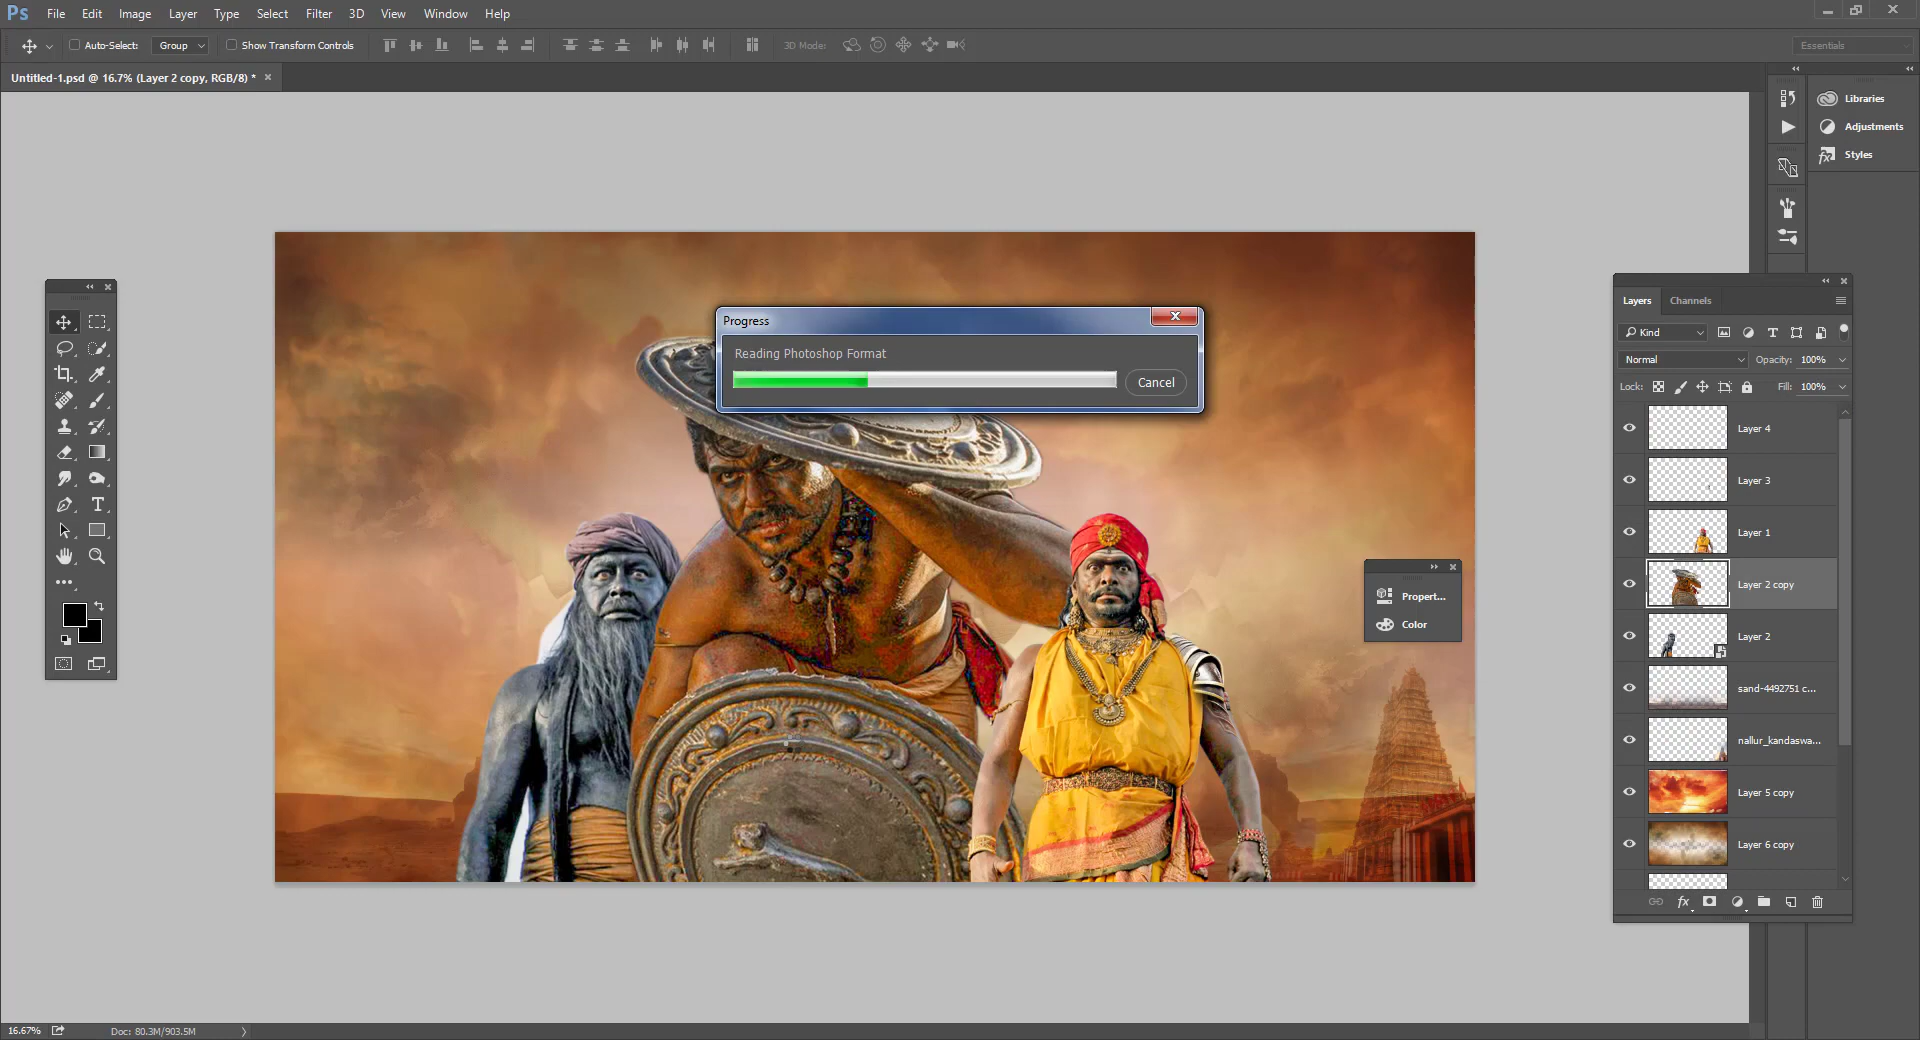 Ps File Edit Image Layer Type Select Filter 3D View Window Help
Auto-Select: Group Show Transform Controls 3D Mode: Essentials
Untitled-1.psd @ 16.7% (Layer 2 copy, RGB/8) *
Libraries
Adjustments
Styles
Progress
Reading Photoshop Format
Cancel
Propert...
Color
Layers Channels
Kind
Normal Opacity: 100%
Lock: Fill: 100%
Layer 4
Layer 3
Layer 1
Layer 2 copy
Layer 2
sand-4492751 c...
nallur_kandaswa...
Layer 5 copy
Layer 6 copy
fx
16.67% Doc: 80.3M/903.5M